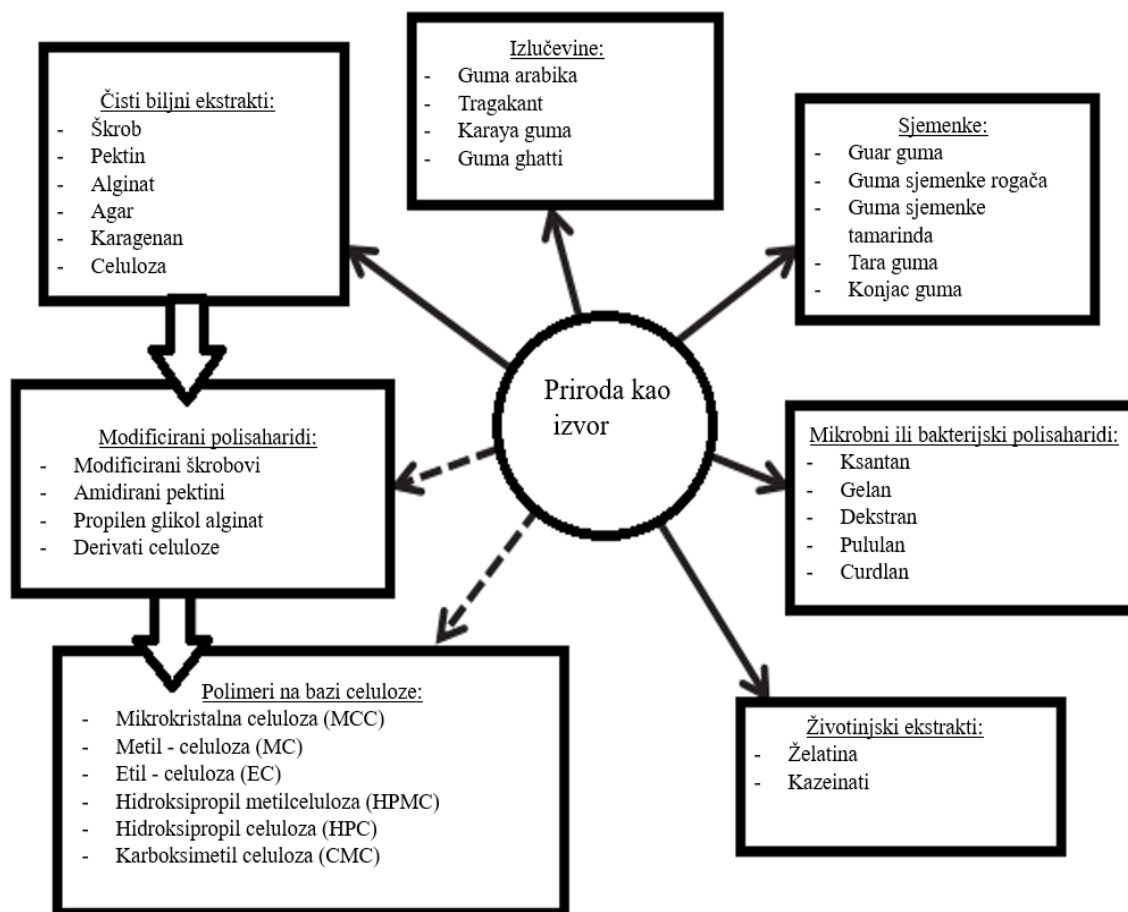 Izlučevine:
- Guma arabika
- Tragakant
- Karaya guma
- Guma ghatti
Čisti biljni ekstrakti:
- Škrob
- Pektin
- Alginat
- Agar
- Karagenan
- Celuloza
Sjemenke:
- Guar guma
- Guma sjemenke rogača
- Guma sjemenke
tamarinda
- Tara guma
- Konjac guma
Priroda kao
izvor
Modificirani polisaharidi:
- Modificirani škrobovi
- Amidirani pektini
- Propilen glikol alginat
- Derivati celuloze
Mikrobni ili bakterijski polisaharidi:
- Ksantan
- Gelan
- Dekstran
- Pululan
- Curdlan
Polimeri na bazi celuloze:
- Mikrokristalna celuloza (MCC)
- Metil - celuloza (MC)
- Etil - celuloza (EC)
- Hidroksipropil metilceluloza (HPMC)
- Hidroksipropil celuloza (HPC)
- Karboksimetil celuloza (CMC)
Životinjski ekstrakti:
- Želatina
- Kazeinati